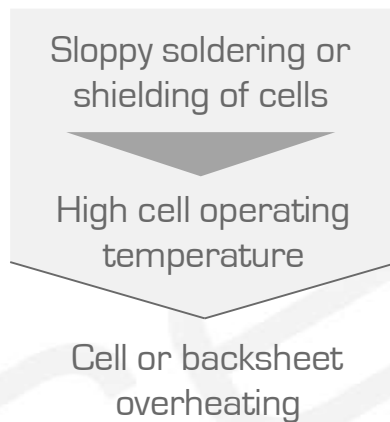 Sloppy soldering or
shielding of cells
High cell operating
temperature
Cell or backsheet
overheating